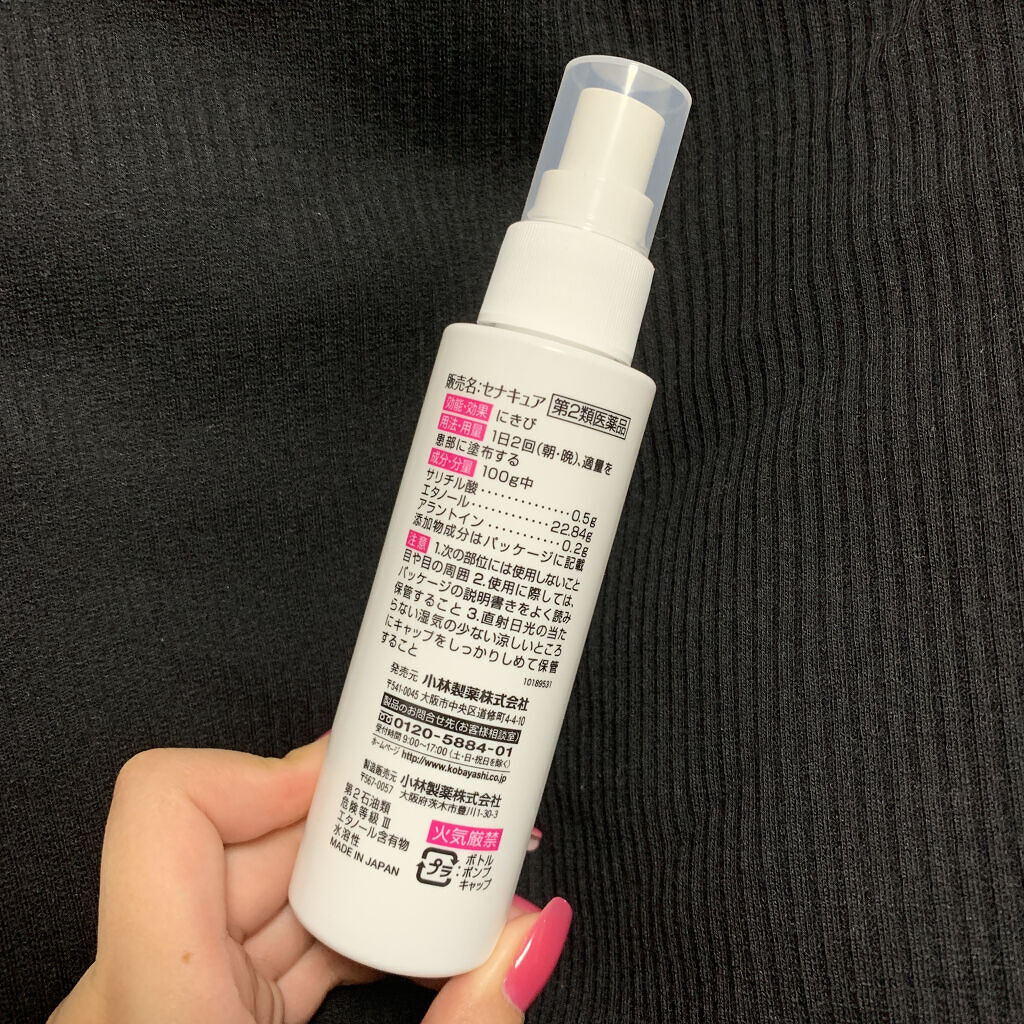 販売名:セナキュア 第2類医薬品
効能・効果 にきび
用法・用量 1日2回(朝・晩)、適量を
患部に塗布する
成分・分量 100g中
サリチル酸 ............... 0.5g
エタノール ............ 22.84g
アラントイン ........... 0.2g
添加物成分はパッケージに記載
注意 1.次の部位には使用しないこと
目や目の周囲 2.使用に際しては、
パッケージの説明書きをよく読み
保管すること 3.直射日光の当た
らない湿気の少ない涼しいところ
にキャップをしっかりしめて保管
すること
10189531
発売元 小林製薬株式会社
〒541-0045 大阪市中央区道修町4-4-10
製品のお問合せ先(お客様相談室)
0120-5884-01
受付時間 9:00~17:00 (土・日・祝日を除く)
ホームページ http://www.kobayashi.co.jp
製造販売元 小林製薬株式会社
〒567-0057 大阪府茨木市豊川1-30-3
第2石油類
危険等級Ⅲ
エタノール含有物
水溶性
MADE IN JAPAN
火気厳禁
プラ :ボトル
ポンプ
キャップ